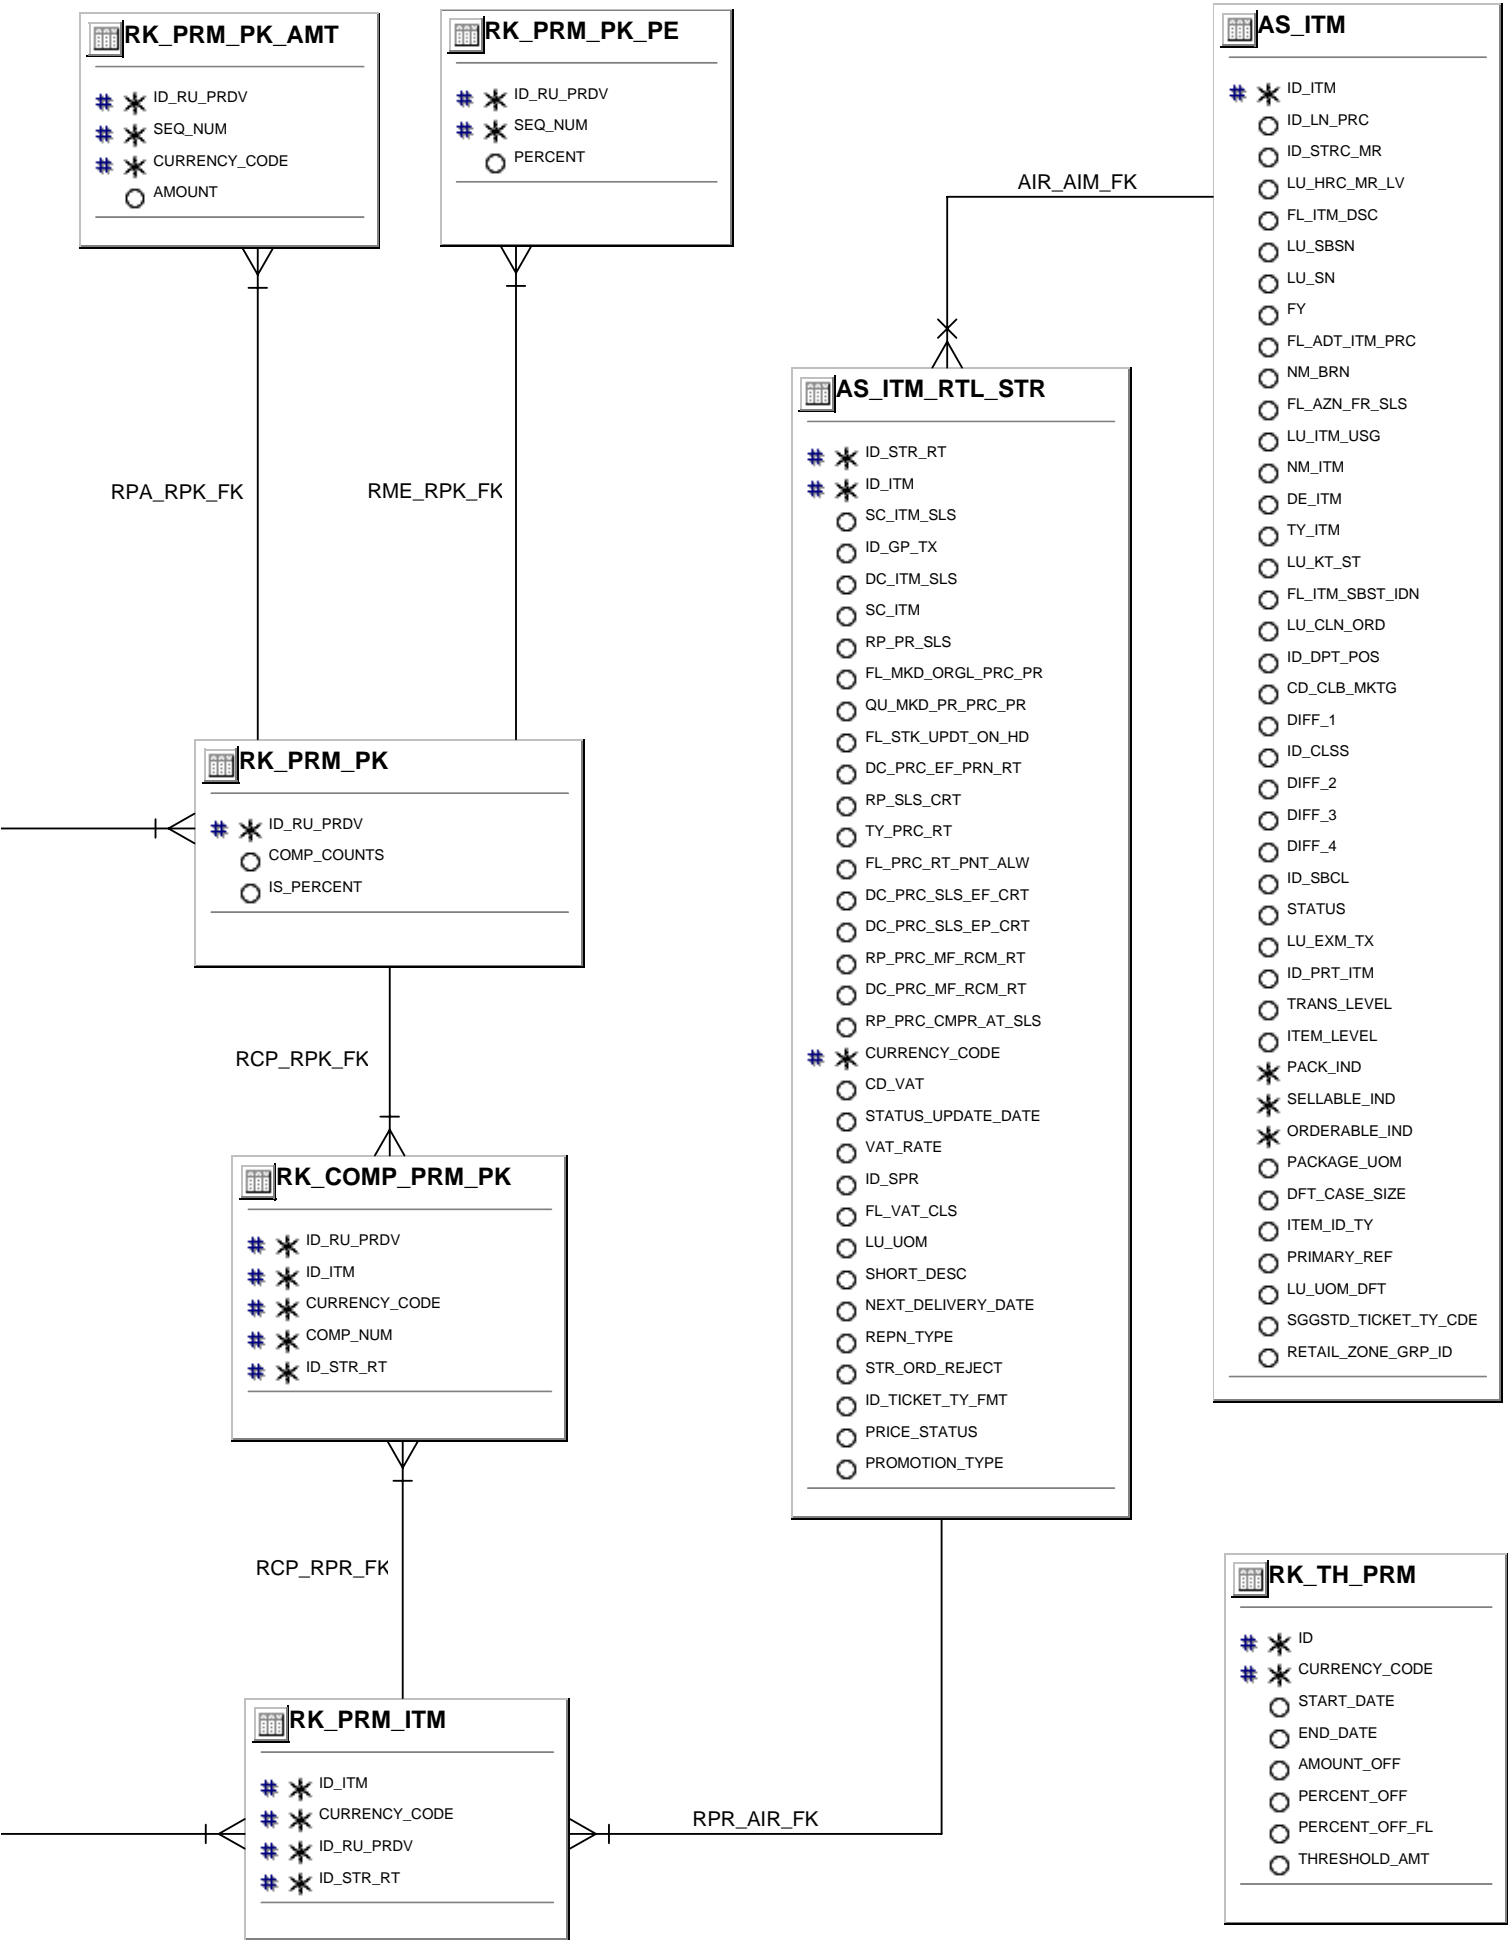 RK_PRM_PK_AMT
# * ID_RU_PRDV
# * SEQ_NUM
# * CURRENCY_CODE
AMOUNT
RK_PRM_PK_PE
# * ID_RU_PRDV
# * SEQ_NUM
PERCENT
AS_ITM
# * ID_ITM
ID_LN_PRC
ID_STRC_MR
LU_HRC_MR_LV
FL_ITM_DSC
LU_SBSN
LU_SN
FY
FL_ADT_ITM_PRC
NM_BRN
FL_AZN_FR_SLS
LU_ITM_USG
NM_ITM
DE_ITM
TY_ITM
LU_KT_ST
FL_ITM_SBST_IDN
LU_CLN_ORD
ID_DPT_POS
CD_CLB_MKTG
DIFF_1
ID_CLSS
DIFF_2
DIFF_3
DIFF_4
ID_SBCL
STATUS
LU_EXM_TX
ID_PRT_ITM
TRANS_LEVEL
ITEM_LEVEL
* PACK_IND
* SELLABLE_IND
* ORDERABLE_IND
PACKAGE_UOM
DFT_CASE_SIZE
ITEM_ID_TY
PRIMARY_REF
LU_UOM_DFT
SGGSTD_TICKET_TY_CDE
RETAIL_ZONE_GRP_ID
AIR_AIM_FK
AS_ITM_RTL_STR
# * ID_STR_RT
# * ID_ITM
SC_ITM_SLS
ID_GP_TX
DC_ITM_SLS
SC_ITM
RP_PR_SLS
FL_MKD_ORGL_PRC_PR
QU_MKD_PR_PRC_PR
FL_STK_UPDT_ON_HD
DC_PRC_EF_PRN_RT
RP_SLS_CRT
TY_PRC_RT
FL_PRC_RT_PNT_ALW
DC_PRC_SLS_EF_CRT
DC_PRC_SLS_EP_CRT
RP_PRC_MF_RCM_RT
DC_PRC_MF_RCM_RT
RP_PRC_CMPR_AT_SLS
# * CURRENCY_CODE
CD_VAT
STATUS_UPDATE_DATE
VAT_RATE
ID_SPR
FL_VAT_CLS
LU_UOM
SHORT_DESC
NEXT_DELIVERY_DATE
REPN_TYPE
STR_ORD_REJECT
ID_TICKET_TY_FMT
PRICE_STATUS
PROMOTION_TYPE
RPA_RPK_FK
RME_RPK_FK
RK_PRM_PK
# * ID_RU_PRDV
COMP_COUNTS
IS_PERCENT
RCP_RPK_FK
RK_COMP_PRM_PK
# * ID_RU_PRDV
# * ID_ITM
# * CURRENCY_CODE
# * COMP_NUM
# * ID_STR_RT
RCP_RPR_FK
RK_PRM_ITM
# * ID_ITM
# * CURRENCY_CODE
# * ID_RU_PRDV
# * ID_STR_RT
RPR_AIR_FK
RK_TH_PRM
# * ID
# * CURRENCY_CODE
START_DATE
END_DATE
AMOUNT_OFF
PERCENT_OFF
PERCENT_OFF_FL
THRESHOLD_AMT